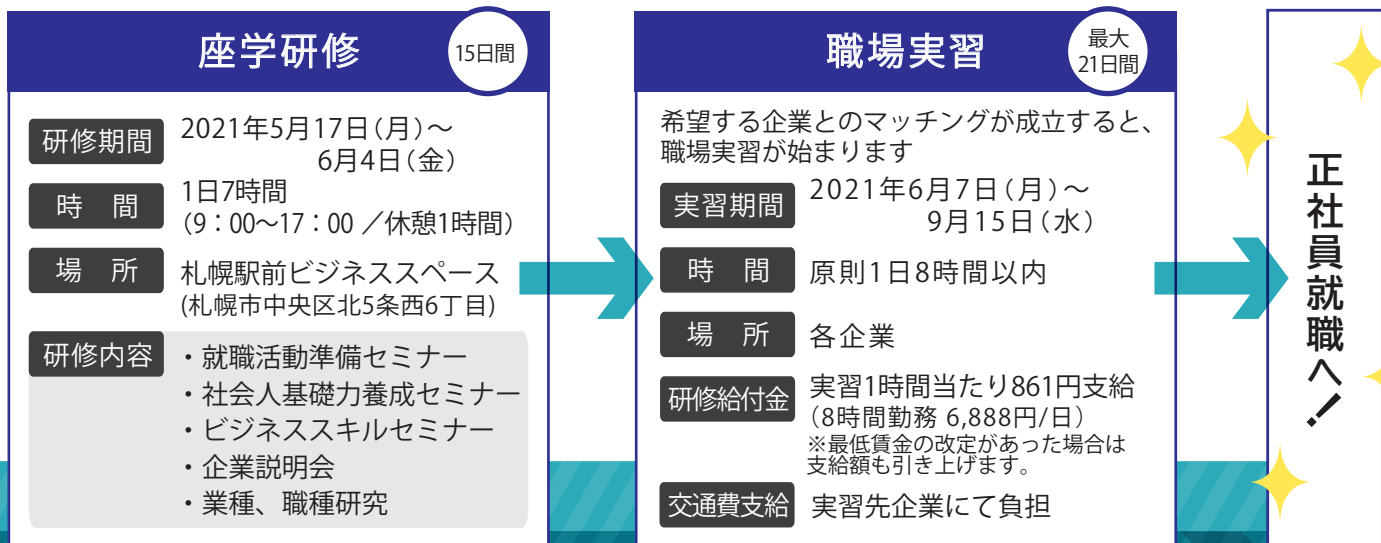 座学研修
15日間
研修期間
2021年5月17日(月)～
6月4日(金)
時　間
1日7時間
(9：00～17：00 ／休憩1時間)
場　所
札幌駅前ビジネススペース
(札幌市中央区北5条西6丁目)
研修内容
・就職活動準備セミナー
・社会人基礎力養成セミナー
・ビジネススキルセミナー
・企業説明会
・業種、職種研究
職場実習
最大
21日間
希望する企業とのマッチングが成立すると、
職場実習が始まります
実習期間
2021年6月7日(月)～
9月15日(水)
時　間
原則1日8時間以内
場　所
各企業
研修給付金
実習1時間当たり861円支給
(8時間勤務 6,888円/日)
※最低賃金の改定があった場合は
支給額も引き上げます。
交通費支給
実習先企業にて負担
正社員就職へ！